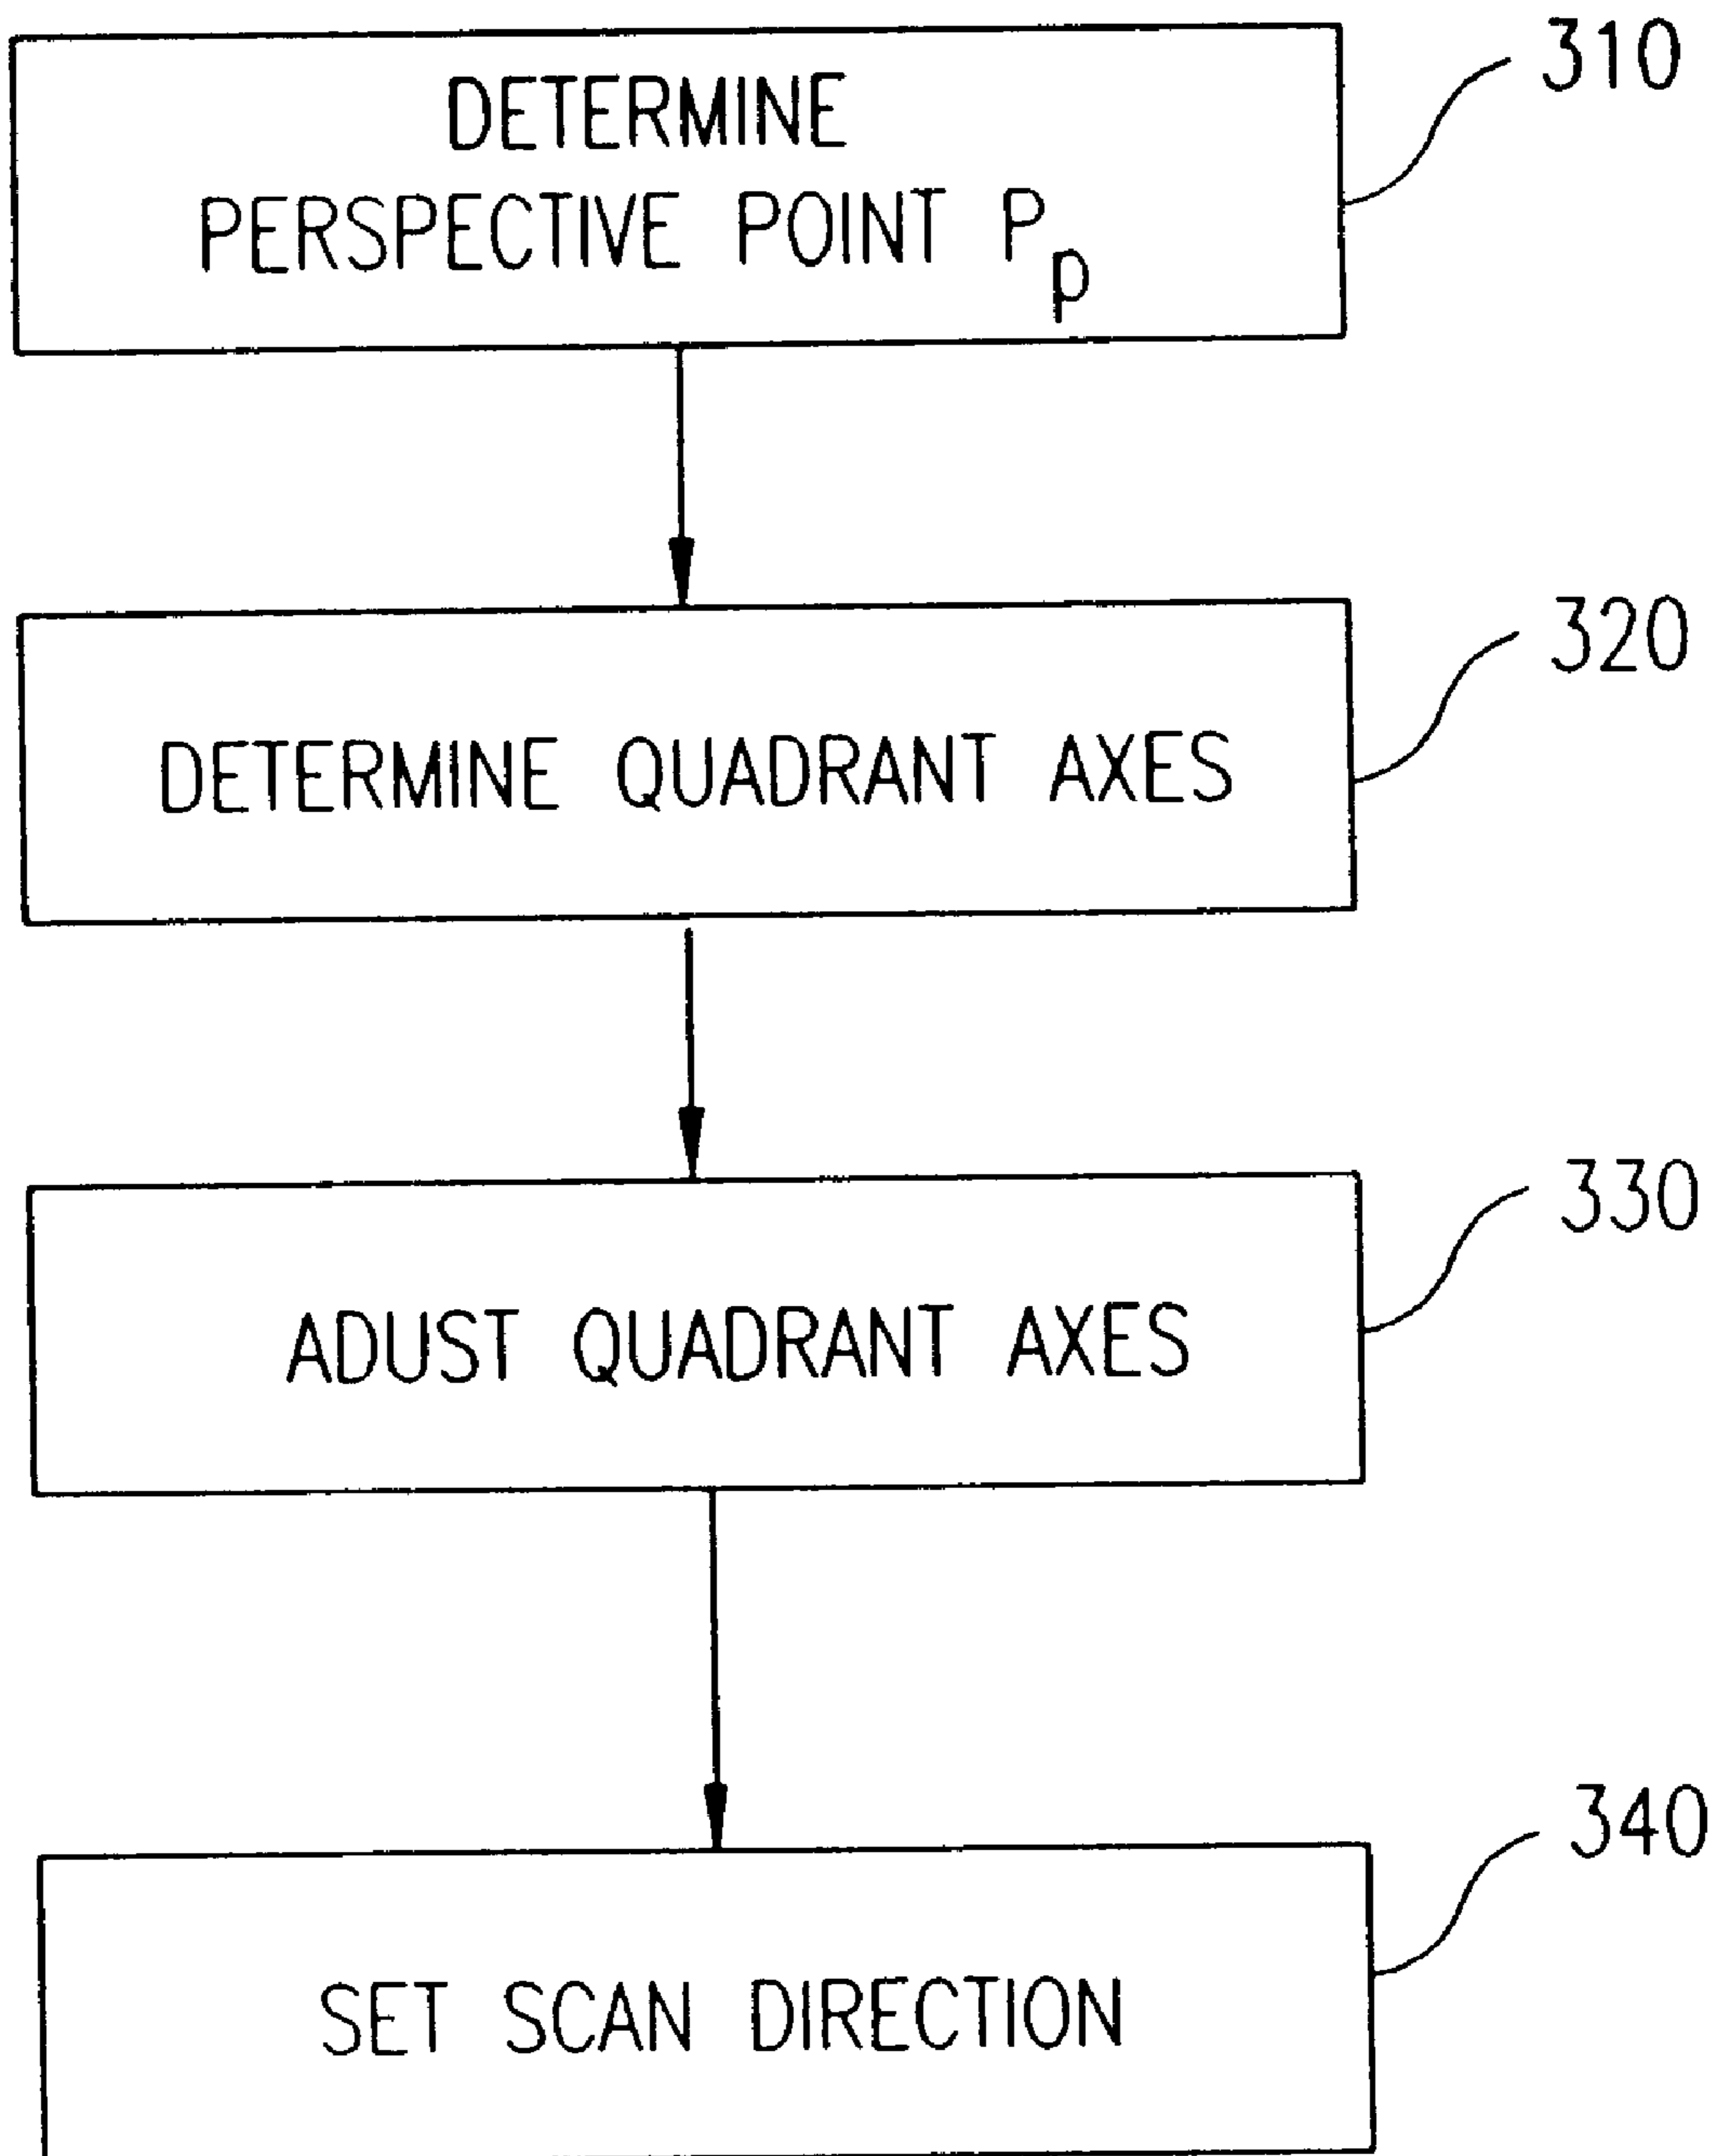 DETERMINE
PERSPECTIVE POINT Pp
310
DETERMINE QUADRANT AXES
320
ADUST QUADRANT AXES
330
SET SCAN DIRECTION
340